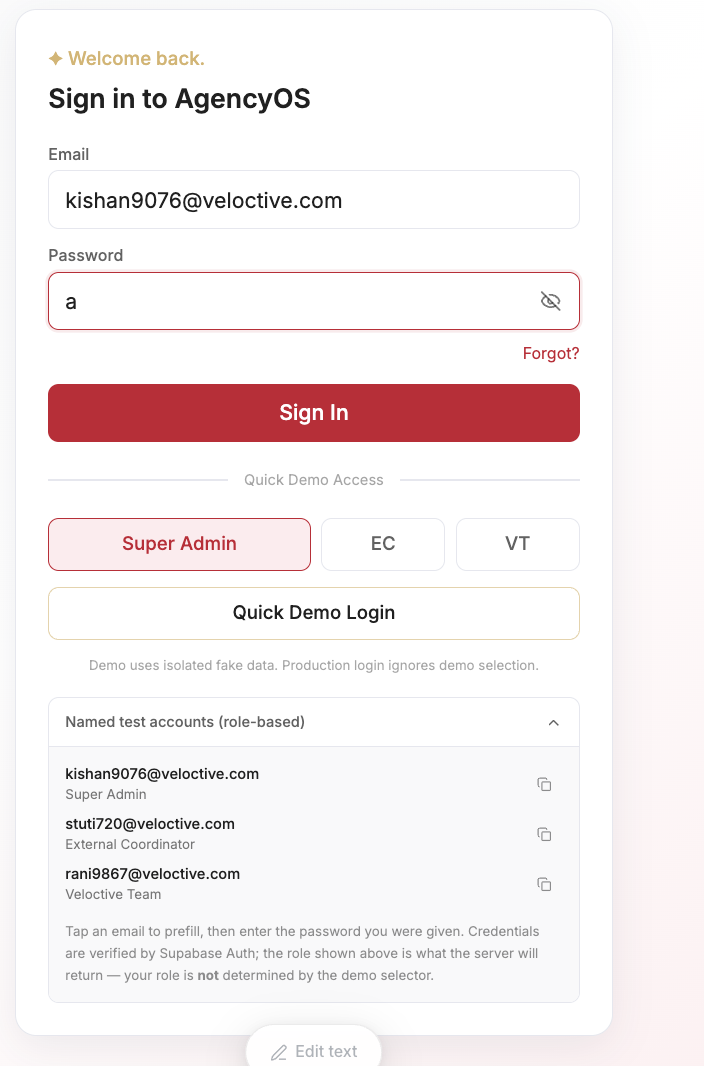 ✦ Welcome back.
Sign in to AgencyOS
Email
kishan9076@veloctive.com
Password
a
Forgot?
Sign In
Quick Demo Access
Super Admin
EC
VT
Quick Demo Login
Demo uses isolated fake data. Production login ignores demo selection.
Named test accounts (role-based)
kishan9076@veloctive.com
Super Admin
stuti720@veloctive.com
External Coordinator
rani9867@veloctive.com
Veloctive Team
Tap an email to prefill, then enter the password you were given. Credentials
are verified by Supabase Auth; the role shown above is what the server will
return — your role is not determined by the demo selector.
Edit text